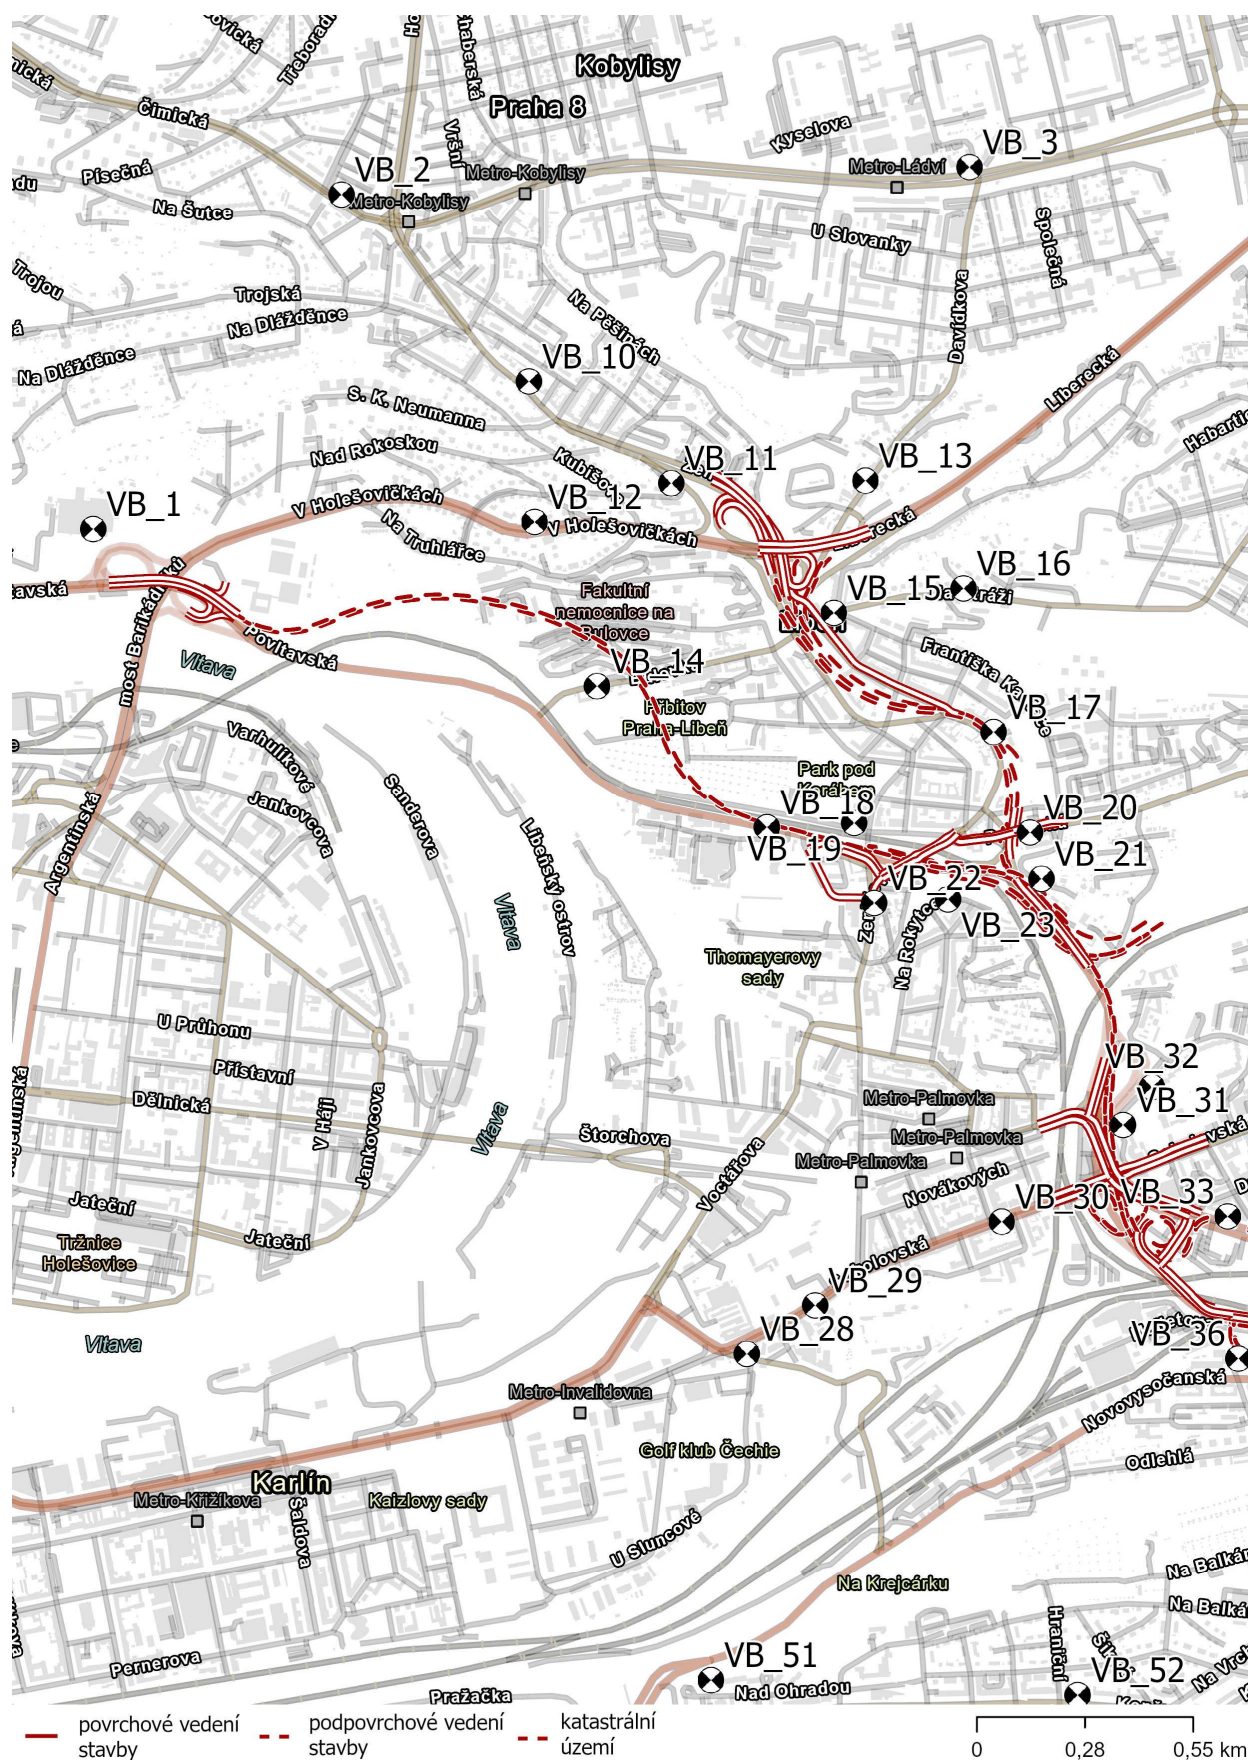 Kobylisy
Praha 8
Čimická
Vršní
Kyselova
VB_3
Metro-Ládví
Písečná
VB_2
Metro-Kobylisy
Metro-Kobylisy
Na Šutce
U Slovanky
Společná
Trojou
Trojská
Na Pěšinách
Na Dlážděnce
Davídkova
Na Dlážděnce
VB_10
Liberecká
S. K. Neumanna
Nad Rokoskou
VB_11
VB_13
VB_1
VB_12
V Holešovičkách
V Holešovičkách
Na Truhlářce
VB_16
VB_15
Fakultní
nemocnice na
Bulovce
most Barikádníků
Povltavská
Vltava
VB_14
Hřbitov
Praha-Libeň
VB_17
Varhulíkové
Jankovcova
Sanderova
Park pod
VB_18
VB_20
VB_19
Argentinská
Libeňský ostrov
VB_21
VB_22
VB_23
Na Rokytce
Vltava
Thomayerovy
sady
U Průhonu
Přístavní
VB_32
Dělnická
V Háji
Jankovcova
Vltava
Metro-Palmovka
VB_31
Štorchova
Metro-Palmovka
Metro-Palmovka
Voctářova
Novákových
Jateční
VB_30
VB_33
Jateční
Tržnice
Holešovice
VB_29
VB_28
VB_36
Vltava
Metro-Invalidovna
Novovysočanská
Golf klub Čechie
Odlehlá
Karlín
Metro-Křižíkova
Kaizlovy sady
Šaldova
U Sluncové
Na Krejcárku
Hraniční
Pernerova
VB_51
VB_52
Nad Ohradou
Pražačka
povrchové vedení
stavby
podpovrchové vedení
stavby
katastrální
území
0 0,28 0,55 km